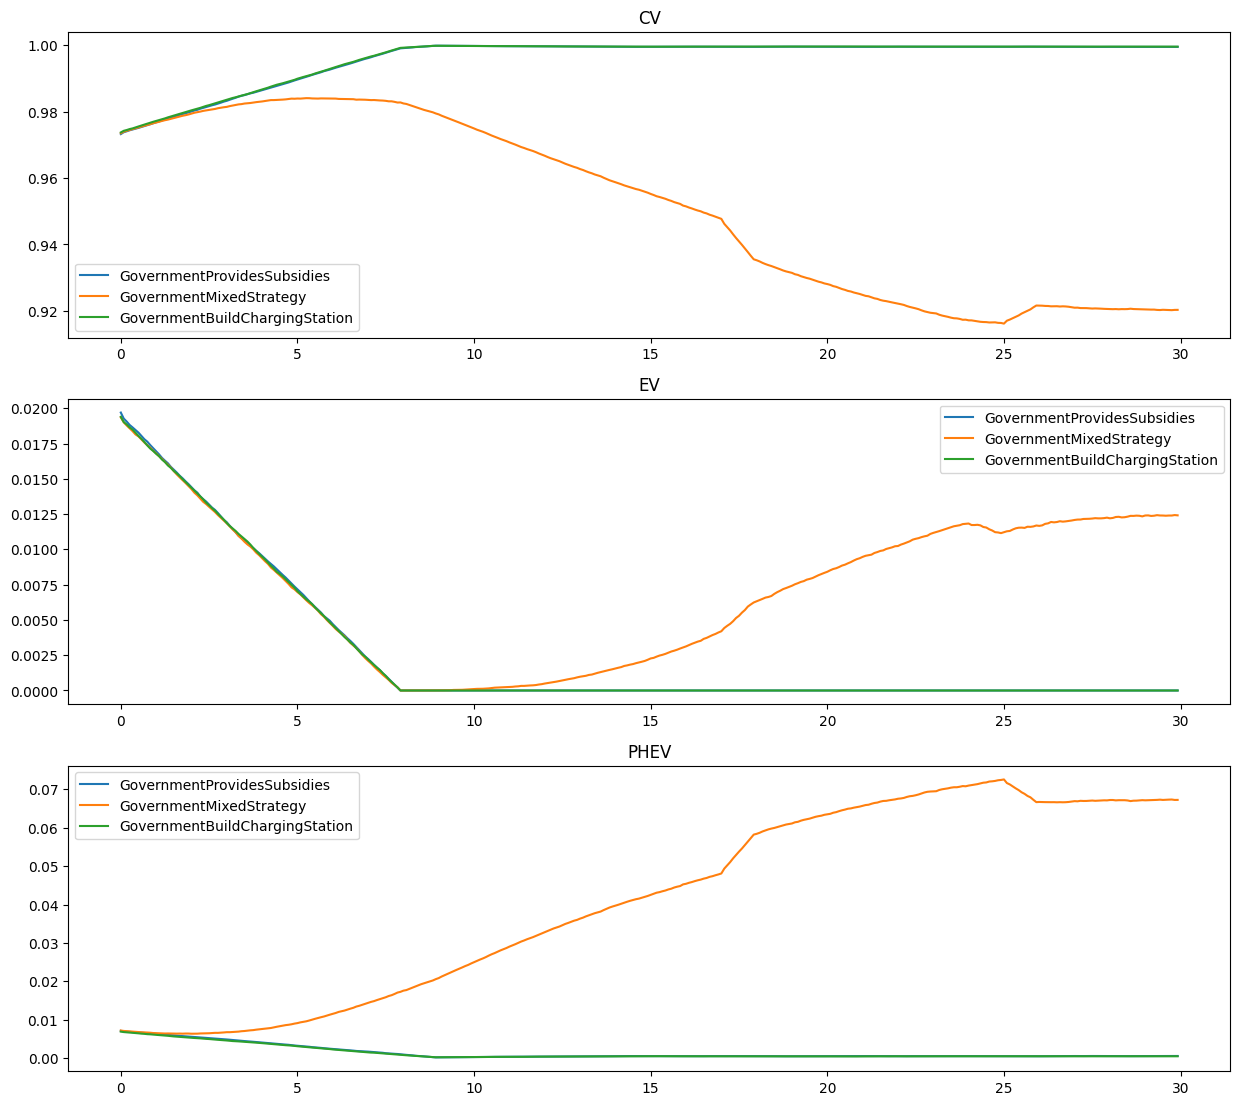 CV
1.00
0.98
0.96
0.94
0.92
GovernmentProvidesSubsidies
GovernmentMixedStrategy
GovernmentBuildChargingStation
0 5 10 15 20 25 30
EV
0.0200
0.0175
0.0150
0.0125
0.0100
0.0075
0.0050
0.0025
0.0000
GovernmentProvidesSubsidies
GovernmentMixedStrategy
GovernmentBuildChargingStation
0 5 10 15 20 25 30
PHEV
0.07
0.06
0.05
0.04
0.03
0.02
0.01
0.00
GovernmentProvidesSubsidies
GovernmentMixedStrategy
GovernmentBuildChargingStation
0 5 10 15 20 25 30